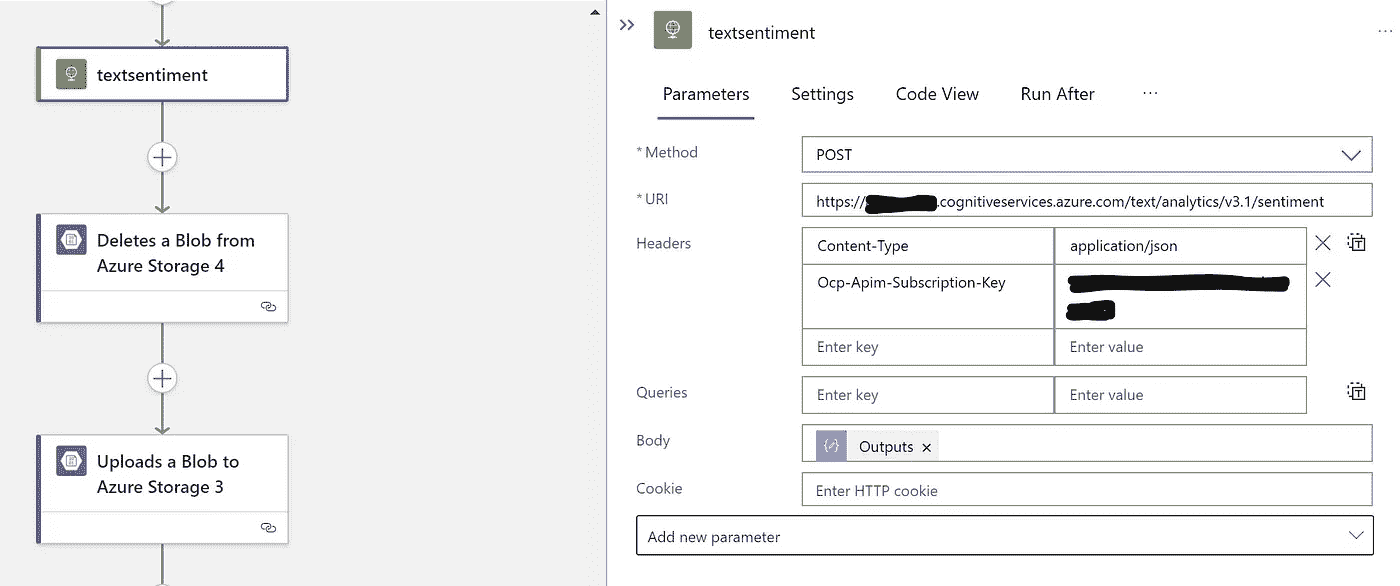 textsentiment
Deletes a Blob from
Azure Storage 4
Uploads a Blob to
Azure Storage 3
textsentiment
Parameters
Settings
Code View
Run After
...
* Method
POST
* URI
https://
.cognitiveservices.azure.com/text/analytics/v3.1/sentiment
Headers
Content-Type
application/json
Ocp-Apim-Subscription-Key
Enter key
Enter value
Queries
Enter key
Enter value
Body
Outputs
Cookie
Enter HTTP cookie
Add new parameter